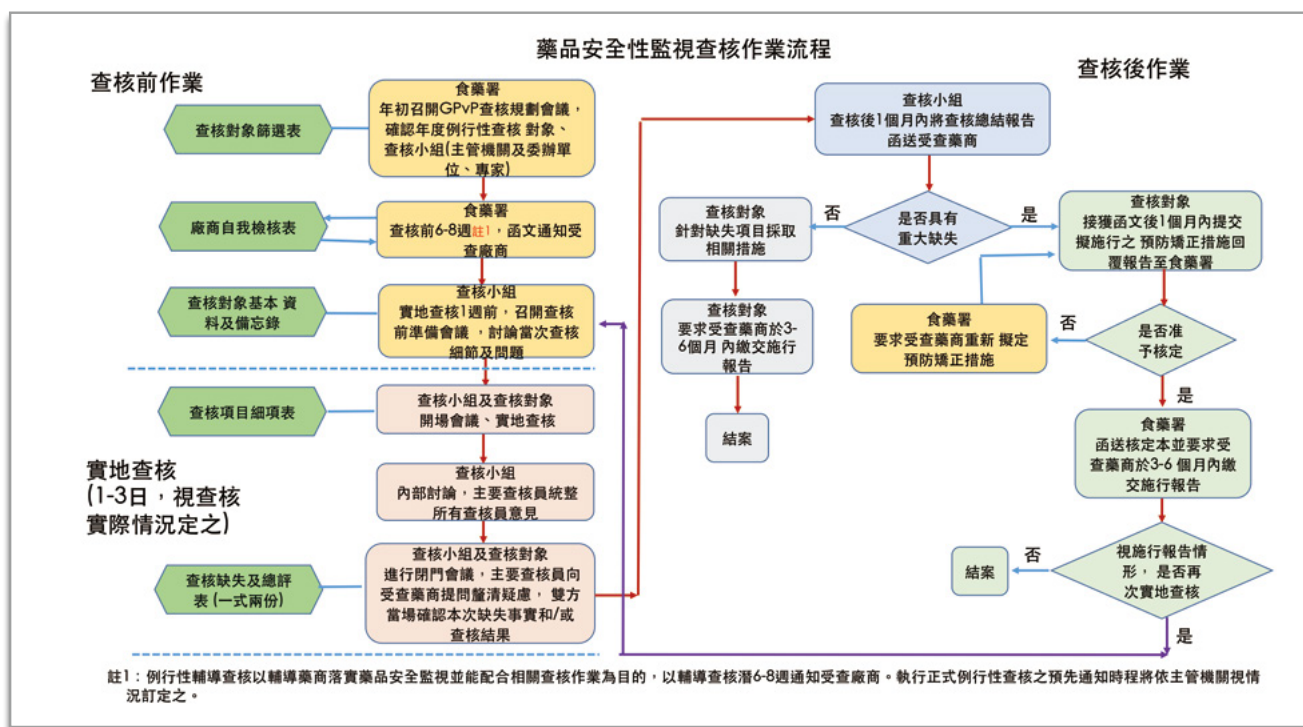 藥品安全性監視查核作業流程
查核前作業
查核對象篩選表
食藥署
年初召開GPvP查核規劃會議,
確認年度例行性查核 對象、
查核小組(主管機關及委辦單
位、專家)
廠商自我檢核表
食藥署
查核前6-8週註1,函文通知受
查廠商
查核對象基本 資
料及備忘錄
查核小組
實地查核1週前,召開查核
前準備會議 ,討論當次查核
細節及問題
查核項目細項表
查核小組及查核對象
開場會議、實地查核
實地查核
(1-3日,視查核
實際情況定之)
查核小組
內部討論,主要查核員統整
所有查核員意見
查核缺失及總評
表 (一式兩份)
查核小組及查核對象
進行閉門會議,主要查核員向
受查藥商提問釐清疑慮, 雙方
當場確認本次缺失事實和/或
查核結果
查核後作業
查核小組
查核後1個月內將查核總結報告
函送受查藥商
是否具有
重大缺失
否
是
查核對象
針對缺失項目採取
相關措施
查核對象
要求受查藥商於3-
6個月 內繳交施行
報告
結案
查核對象
接獲函文後1個月內提交
擬施行之 預防矯正措施回
覆報告至食藥署
是否准
予核定
否
食藥署
要求受查藥商重新 擬定
預防矯正措施
是
食藥署
函送核定本並要求受
查藥商於3-6 個月內繳
交施行報告
視施行報告情
形, 是否再
次實地查核
否
結案
是
註1:例行性輔導查核以輔導藥商落實藥品安全監視並能配合相關查核作業為目的,以輔導查核潛6-8週通知受查廠商。執行正式例行性查核之預先通知時程將依主管機關視情
況訂定之。